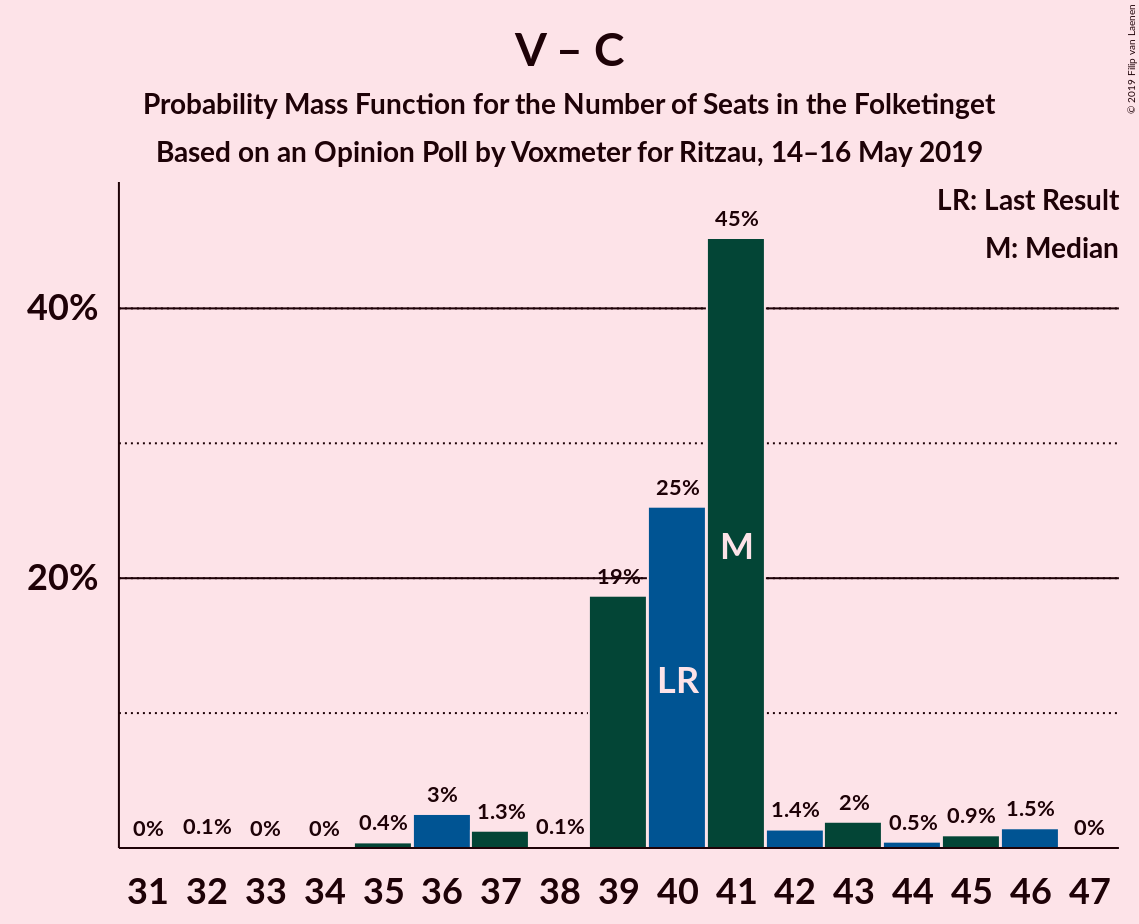 V – C
Probability Mass Function for the Number of Seats in the Folketinget
Based on an Opinion Poll by Voxmeter for Ritzau, 14–16 May 2019
© 2019 Filip van Laenen
LR: Last Result
M: Median
45%
40%
25%
M
20%
19%
LR
0% 0.1% 0% 0% 0.4% 3% 1.3% 0.1% 1.4% 2% 0.5% 0.9% 1.5% 0%
31 32 33 34 35 36 37 38 39 40 41 42 43 44 45 46 47